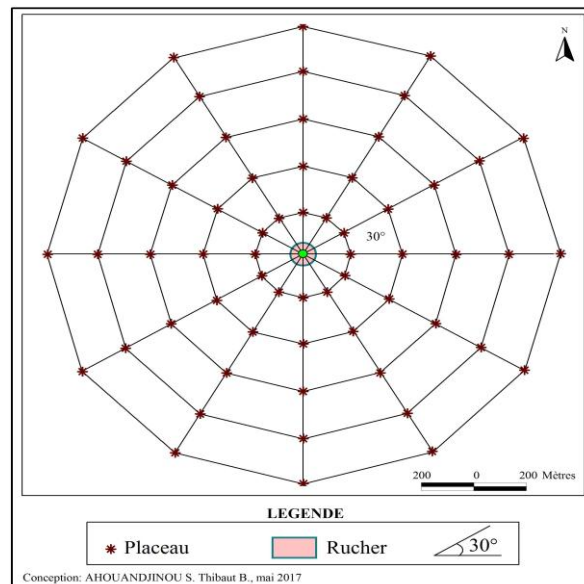 N
30°
200 0 200 Mètres
LEGENDE
Placeau Rucher 30°
Conception: AHOUANDJINOU S. Thibaut B., mai 2017